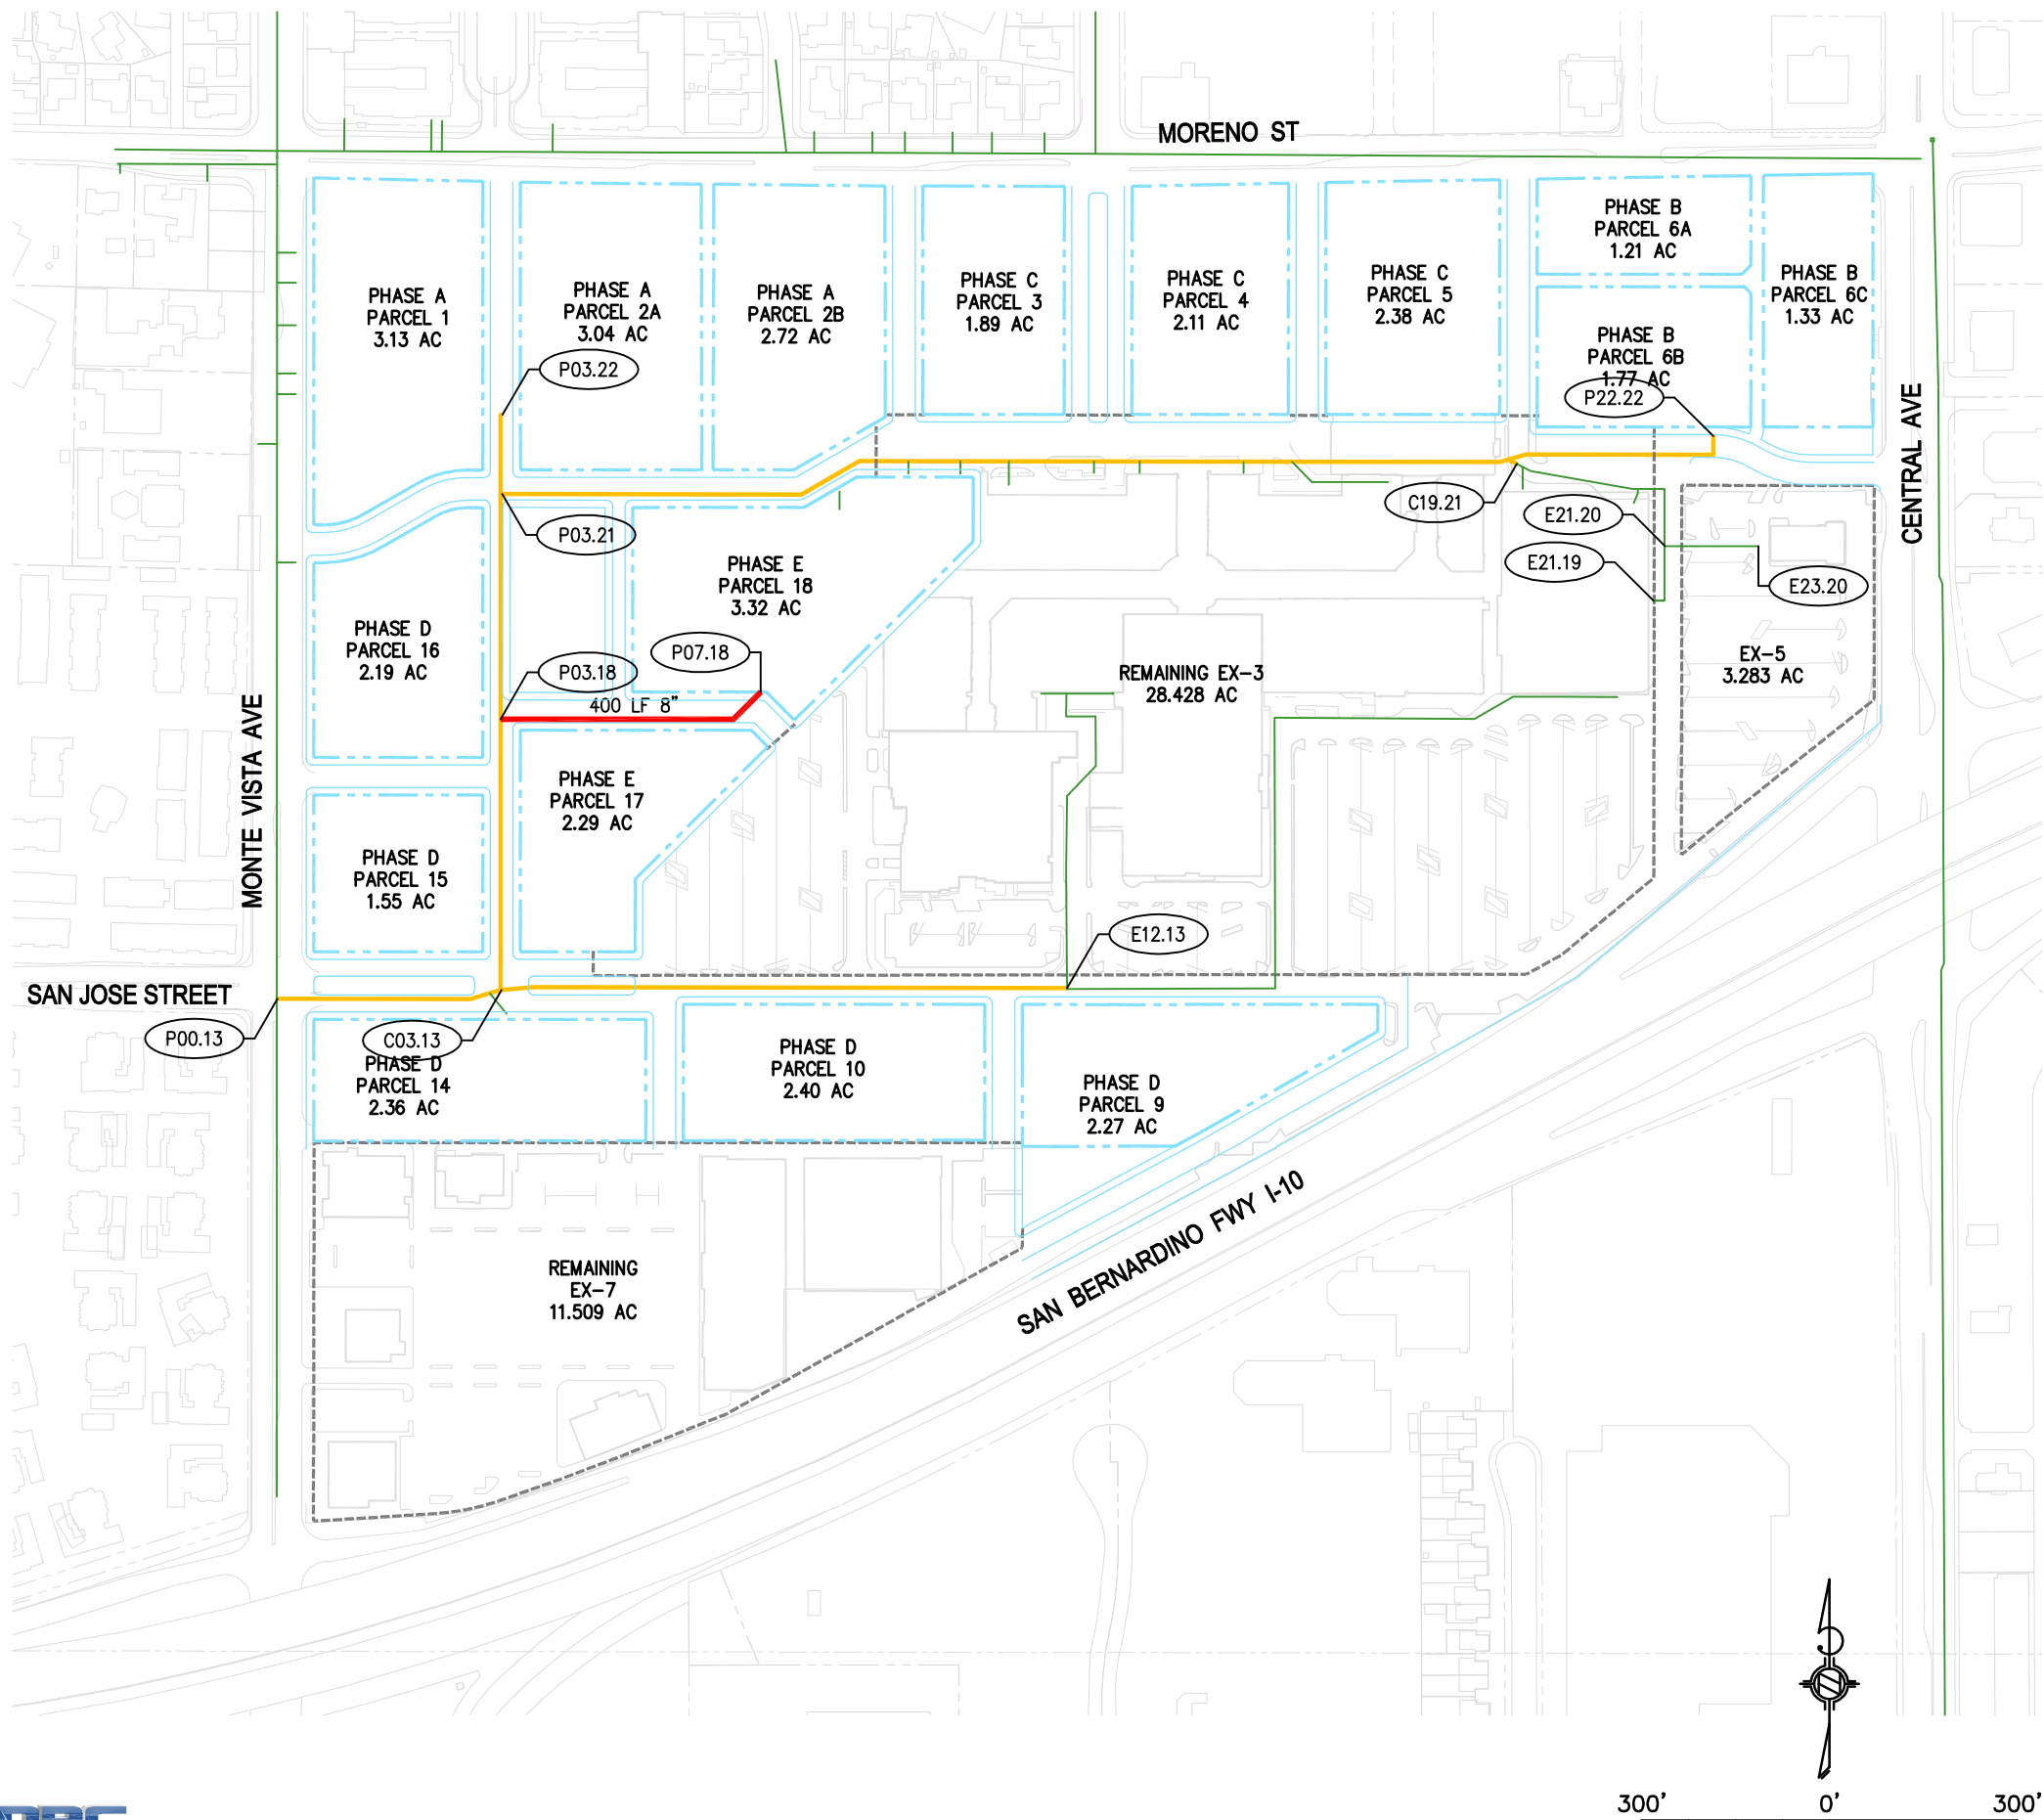 MORENO ST
PHASE A
PARCEL 1
3.13 AC
PHASE A
PARCEL 2A
3.04 AC
PHASE A
PARCEL 2B
2.72 AC
PHASE C
PARCEL 3
1.89 AC
PHASE C
PARCEL 4
2.11 AC
PHASE C
PARCEL 5
2.38 AC
PHASE B
PARCEL 6A
1.21 AC
PHASE B
PARCEL 6B
1.77 AC
PHASE B
PARCEL 6C
1.33 AC
P03.22
P22.22
CENTRAL AVE
C19.21
E21.20
E21.19
E23.20
P03.21
PHASE E
PARCEL 18
3.32 AC
PHASE D
PARCEL 16
2.19 AC
P03.18
P07.18
400 LF 8"
REMAINING EX-3
28.428 AC
EX-5
3.283 AC
MONTE VISTA AVE
PHASE E
PARCEL 17
2.29 AC
PHASE D
PARCEL 15
1.55 AC
E12.13
SAN JOSE STREET
P00.13
C03.13
PHASE D
PARCEL 14
2.36 AC
PHASE D
PARCEL 10
2.40 AC
PHASE D
PARCEL 9
2.27 AC
SAN BERNARDINO FWY I-10
REMAINING
EX-7
11.509 AC
300' 0' 300'